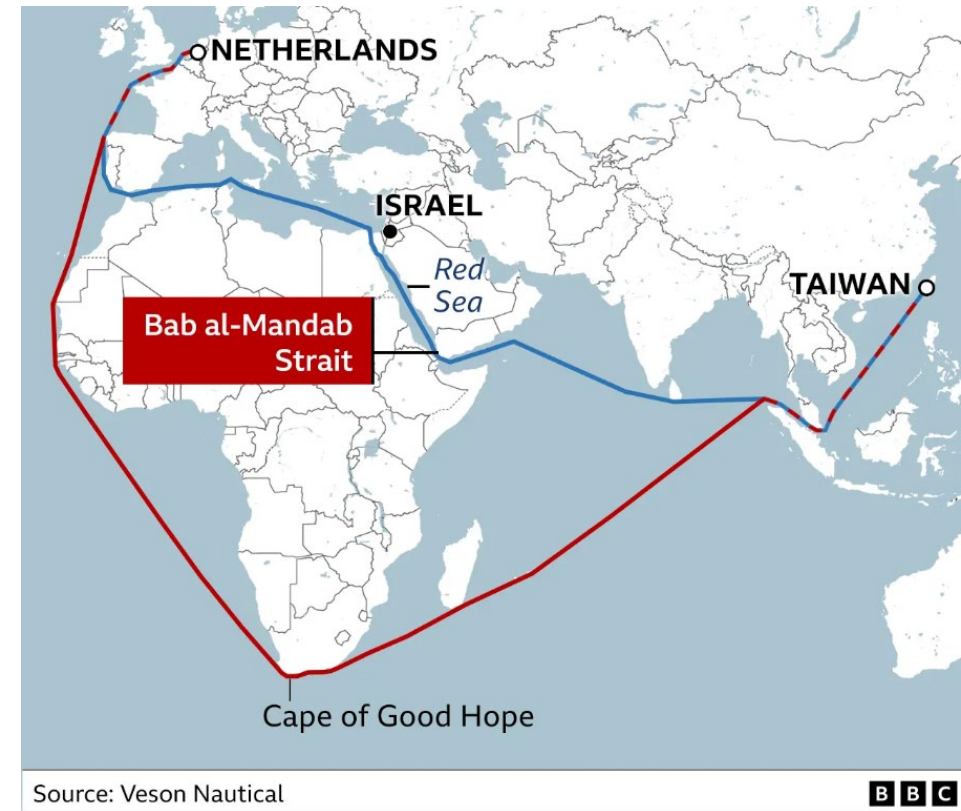 NETHERLANDS
ISRAEL
Red
Sea
TAIWAN
Bab al-Mandab
Strait
Cape of Good Hope
Source: Veson Nautical
BBC